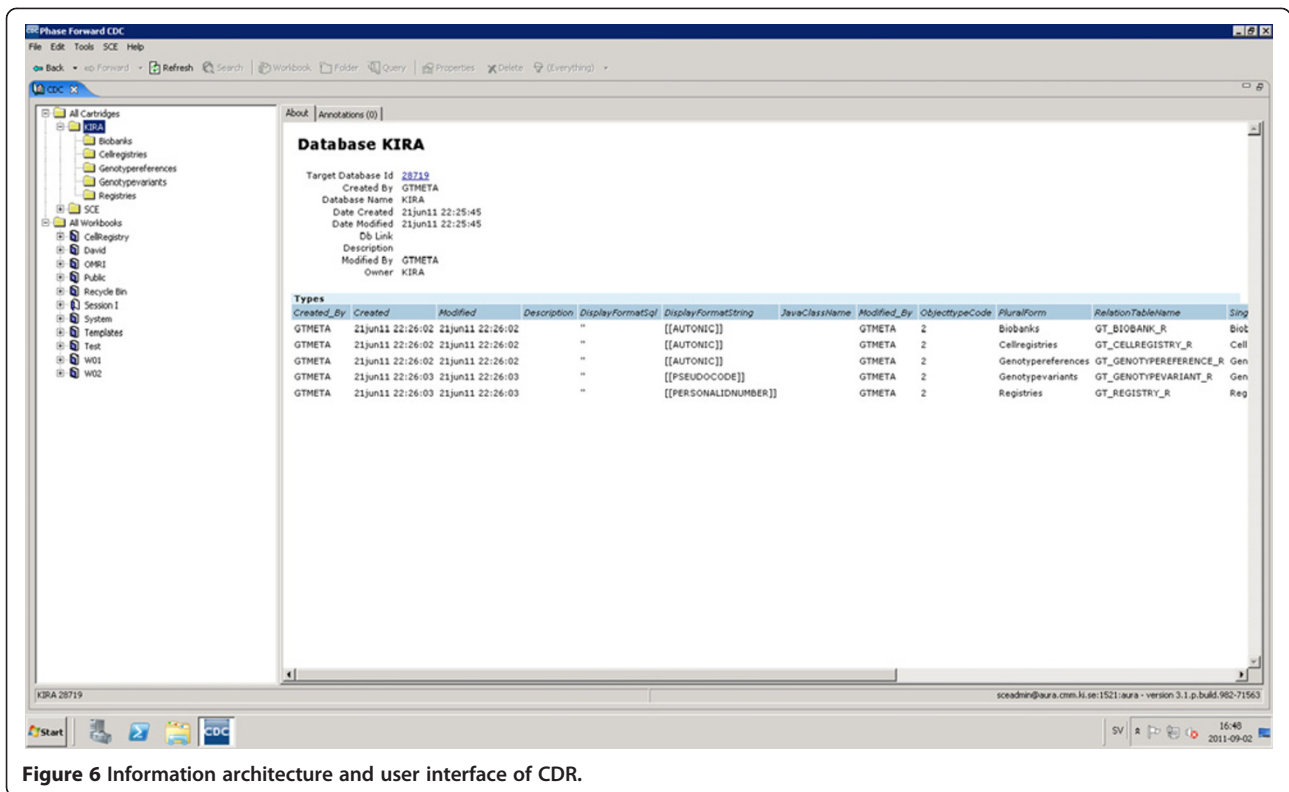 CDC Phase Forward CDC
File Edit Tools SCE Help
Back Forward Refresh Search Workbook Folder Query Properties Delete (Everything)
CDC
All Cartridges
KIRA
Biobanks
Cellregistries
Genotypereferences
Genotypevariants
Registries
SCE
All Workbooks
CellRegistry
David
OMRI
Public
Recycle Bin
Session I
System
Templates
Test
W01
W02
About Annotations (0)
Database KIRA
Target Database Id 28719
Created By GTMETA
Database Name KIRA
Date Created 21jun11 22:25:45
Date Modified 21jun11 22:25:45
Db Link
Description
Modified By GTMETA
Owner KIRA
Types
Created_By Created Modified Description DisplayFormatSql DisplayFormatString JavaClassName Modified_By ObjecttypeCode PluralForm RelationTableName Sing
GTMETA 21jun11 22:26:02 21jun11 22:26:02 " [[AUTONIC]] GTMETA 2 Biobanks GT_BIOBANK_R Biob
GTMETA 21jun11 22:26:02 21jun11 22:26:02 " [[AUTONIC]] GTMETA 2 Cellregistries GT_CELLREGISTRY_R Cell
GTMETA 21jun11 22:26:02 21jun11 22:26:02 " [[AUTONIC]] GTMETA 2 Genotypereferences GT_GENOTYPEREFERENCE_R Gen
GTMETA 21jun11 22:26:03 21jun11 22:26:03 " [[PSEUDOCODE]] GTMETA 2 Genotypevariants GT_GENOTYPEVARIANT_R Gen
GTMETA 21jun11 22:26:03 21jun11 22:26:03 " [[PERSONALIDNUMBER]] GTMETA 2 Registries GT_REGISTRY_R Reg
KIRA 28719
sceadmin@aura.cmm.ki.se:1521:aura - version 3.1.p.build.982-71563
Start CDC SV 16:48
2011-09-02
Figure 6 Information architecture and user interface of CDR.